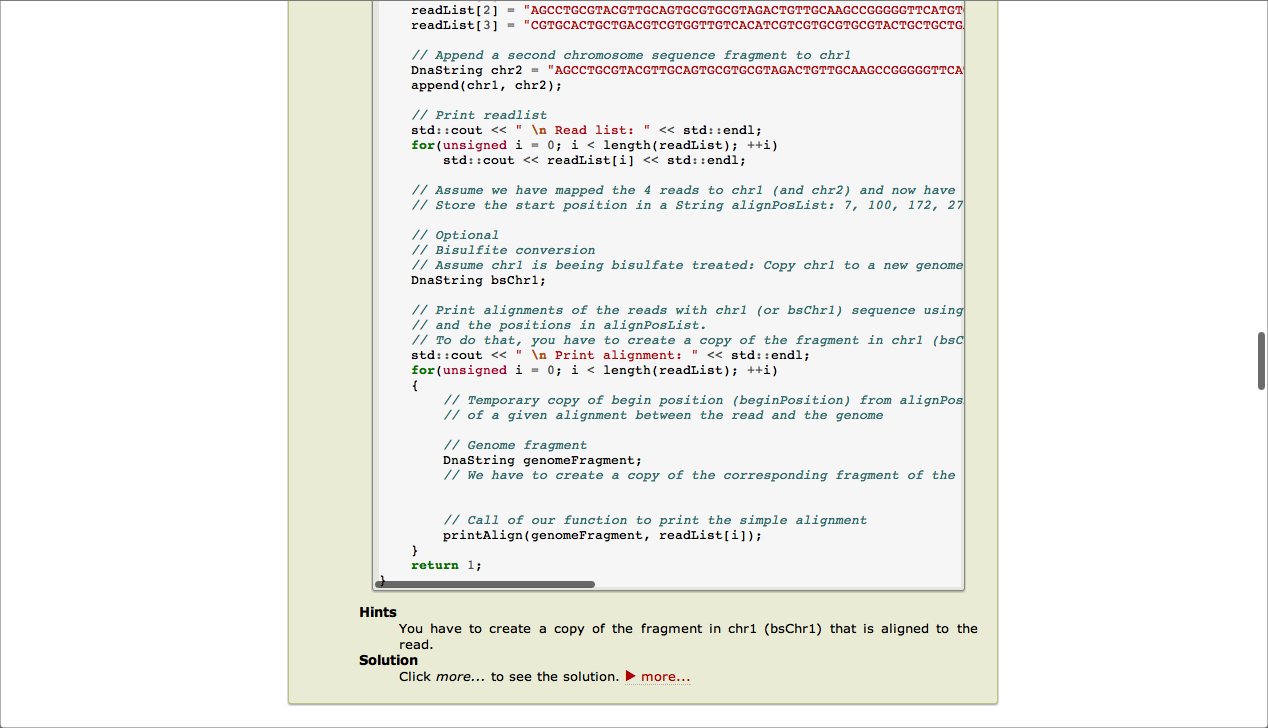 readList[2] = "AGCCTGCGTACGTTGCAGTGCGTGCGTAGACTGTTGCAAGCCGGGGGTTCATGT
readList[3] = "CGTGCACTGCTGACGTCGTGGTTGTCACATCGTCGTGCGTGCGTACTGCTGCTG
// Append a second chromosome sequence fragment to chr1
DnaString chr2 = "AGCCTGCGTACGTTGCAGTGCGTGCGTAGACTGTTGCAAGCCGGGGGTTCA
append(chr1, chr2);
// Print readlist
std::cout << " \n Read list: " << std::endl;
for(unsigned i = 0; i < length(readList); ++i)
std::cout << readList[i] << std::endl;
// Assume we have mapped the 4 reads to chr1 (and chr2) and now have
// Store the start position in a String alignPosList: 7, 100, 172, 27
// Optional
// Bisulfite conversion
// Assume chr1 is beeing bisulfate treated: Copy chr1 to a new genome
DnaString bsChr1;
// Print alignments of the reads with chr1 (or bsChr1) sequence using
// and the positions in alignPosList.
// To do that, you have to create a copy of the fragment in chr1 (bsC
std::cout << " \n Print alignment: " << std::endl;
for(unsigned i = 0; i < length(readList); ++i)
{
// Temporary copy of begin position (beginPosition) from alignPos
// of a given alignment between the read and the genome
// Genome fragment
DnaString genomeFragment;
// We have to create a copy of the corresponding fragment of the
// Call of our function to print the simple alignment
printAlign(genomeFragment, readList[i]);
}
return 1;
}
Hints
You have to create a copy of the fragment in chr1 (bsChr1) that is aligned to the
read.
Solution
Click more... to see the solution. ▶ more...